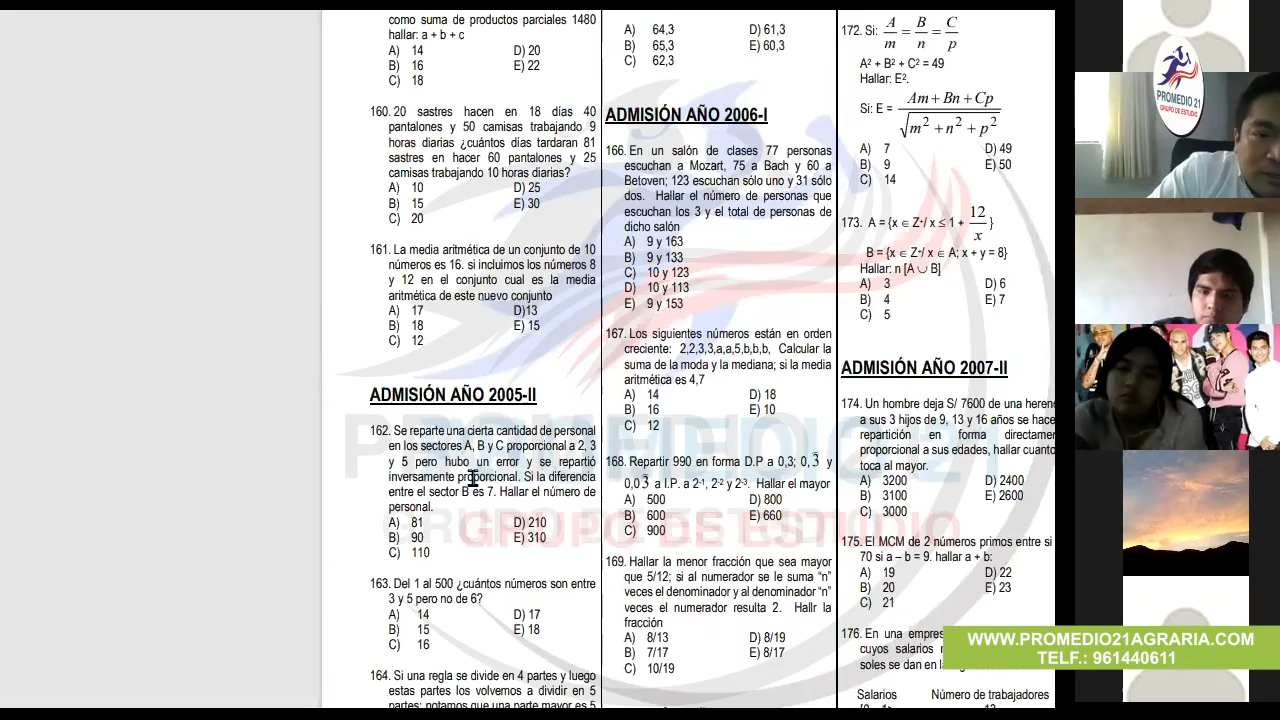 como suma de productos parciales 1480
hallar: a + b + c
A) 14 D) 20
B) 16 E) 22
C) 18
160. 20 sastres hacen en 18 días 40
pantalones y 50 camisas trabajando 9
horas diarias ¿cuántos días tardaran 81
sastres en hacer 60 pantalones y 25
camisas trabajando 10 horas diarias?
A) 10 D) 25
B) 15 E) 30
C) 20
161. La media aritmética de un conjunto de 10
números es 16. si incluimos los números 8
y 12 en el conjunto cual es la media
aritmética de este nuevo conjunto
A) 17 D)13
B) 18 E) 15
C) 12
ADMISIÓN AÑO 2005-II
162. Se reparte una cierta cantidad de personal
en los sectores A, B y C proporcional a 2, 3
y 5 pero hubo un error y se repartió
inversamente proporcional. Si la diferencia
entre el sector B es 7. Hallar el número de
personal.
A) 81 D) 210
B) 90 E) 310
C) 110
163. Del 1 al 500 ¿cuántos números son entre
3 y 5 pero no de 6?
A) 14 D) 17
B) 15 E) 18
C) 16
164. Si una regla se divide en 4 partes y luego
estas partes los volvemos a dividir en 5
partes; notamos que una parte mayor es 5
A) 64,3 D) 61,3
B) 65,3 E) 60,3
C) 62,3
ADMISIÓN AÑO 2006-I
166. En un salón de clases 77 personas
escuchan a Mozart, 75 a Bach y 60 a
Betoven; 123 escuchan sólo uno y 31 sólo
dos. Hallar el número de personas que
escuchan los 3 y el total de personas de
dicho salón
A) 9 y 163
B) 9 y 133
C) 10 y 123
D) 10 y 113
E) 9 y 153
167. Los siguientes números están en orden
creciente: 2,2,3,3,a,a,5,b,b,b, Calcular la
suma de la moda y la mediana; si la media
aritmética es 4,7
A) 14 D) 18
B) 16 E) 10
C) 12
168. Repartir 990 en forma D.P a 0,3; 0,3̄ y
0,03̄ a I.P. a 2⁻¹, 2⁻² y 2⁻³. Hallar el mayor
A) 500 D) 800
B) 600 E) 660
C) 900
169. Hallar la menor fracción que sea mayor
que 5/12; si al numerador se le suma “n”
veces el denominador y al denominador “n”
veces el numerador resulta 2. Hallr la
fracción
A) 8/13 D) 8/19
B) 7/17 E) 8/17
C) 10/19
172. Si: A/m = B/n = C/p
A² + B² + C² = 49
Hallar: E².
Si: E = (Am + Bn + Cp)/√(m² + n² + p²)
A) 7 D) 49
B) 9 E) 50
C) 14
173. A = {x ∈ Z⁺/ x ≤ 1 + 12/x}
B = {x ∈ Z⁺/ x ∈ A; x + y = 8}
Hallar: n [A ∪ B]
A) 3 D) 6
B) 4 E) 7
C) 5
ADMISIÓN AÑO 2007-II
174. Un hombre deja S/ 7600 de una heren
a sus 3 hijos de 9, 13 y 16 años se hace
repartición en forma directamen
proporcional a sus edades, hallar cuanto
toca al mayor.
A) 3200 D) 2400
B) 3100 E) 2600
C) 3000
175. El MCM de 2 números primos entre si
70 si a – b = 9. hallar a + b:
A) 19 D) 22
B) 20 E) 23
C) 21
176. En una empres
cuyos salarios
soles se dan en la
Salarios Número de trabajadores
PROMEDIO 21
GRUPO DE ESTUDIO
PROMEDIO 21
GRUPO DE ESTUDIO
WWW.PROMEDIO21AGRARIA.COM
TELF.: 961440611